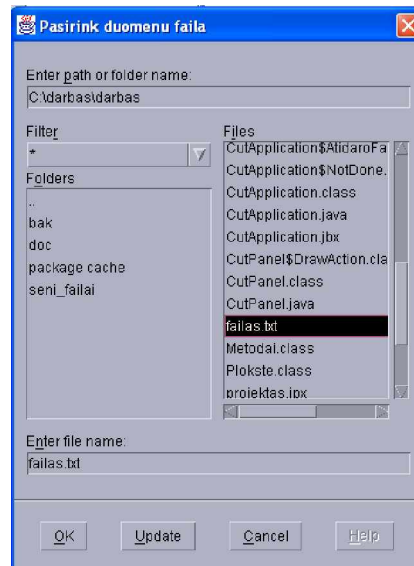 Pasirink duomenu faila
Enter path or folder name:
C:\darbas\darbas
Filter
*
Folders
..
bak
doc
package cache
seni_failai
Files
CutApplication$AtidaroFa
CutApplication$NotDone.
CutApplication.class
CutApplication.java
CutApplication.jbx
CutPanel$DrawAction.cla
CutPanel.class
CutPanel.java
failas.txt
Metodai.class
Plokste.class
projektas.jpx
Enter file name:
failas.txt
OK
Update
Cancel
Help